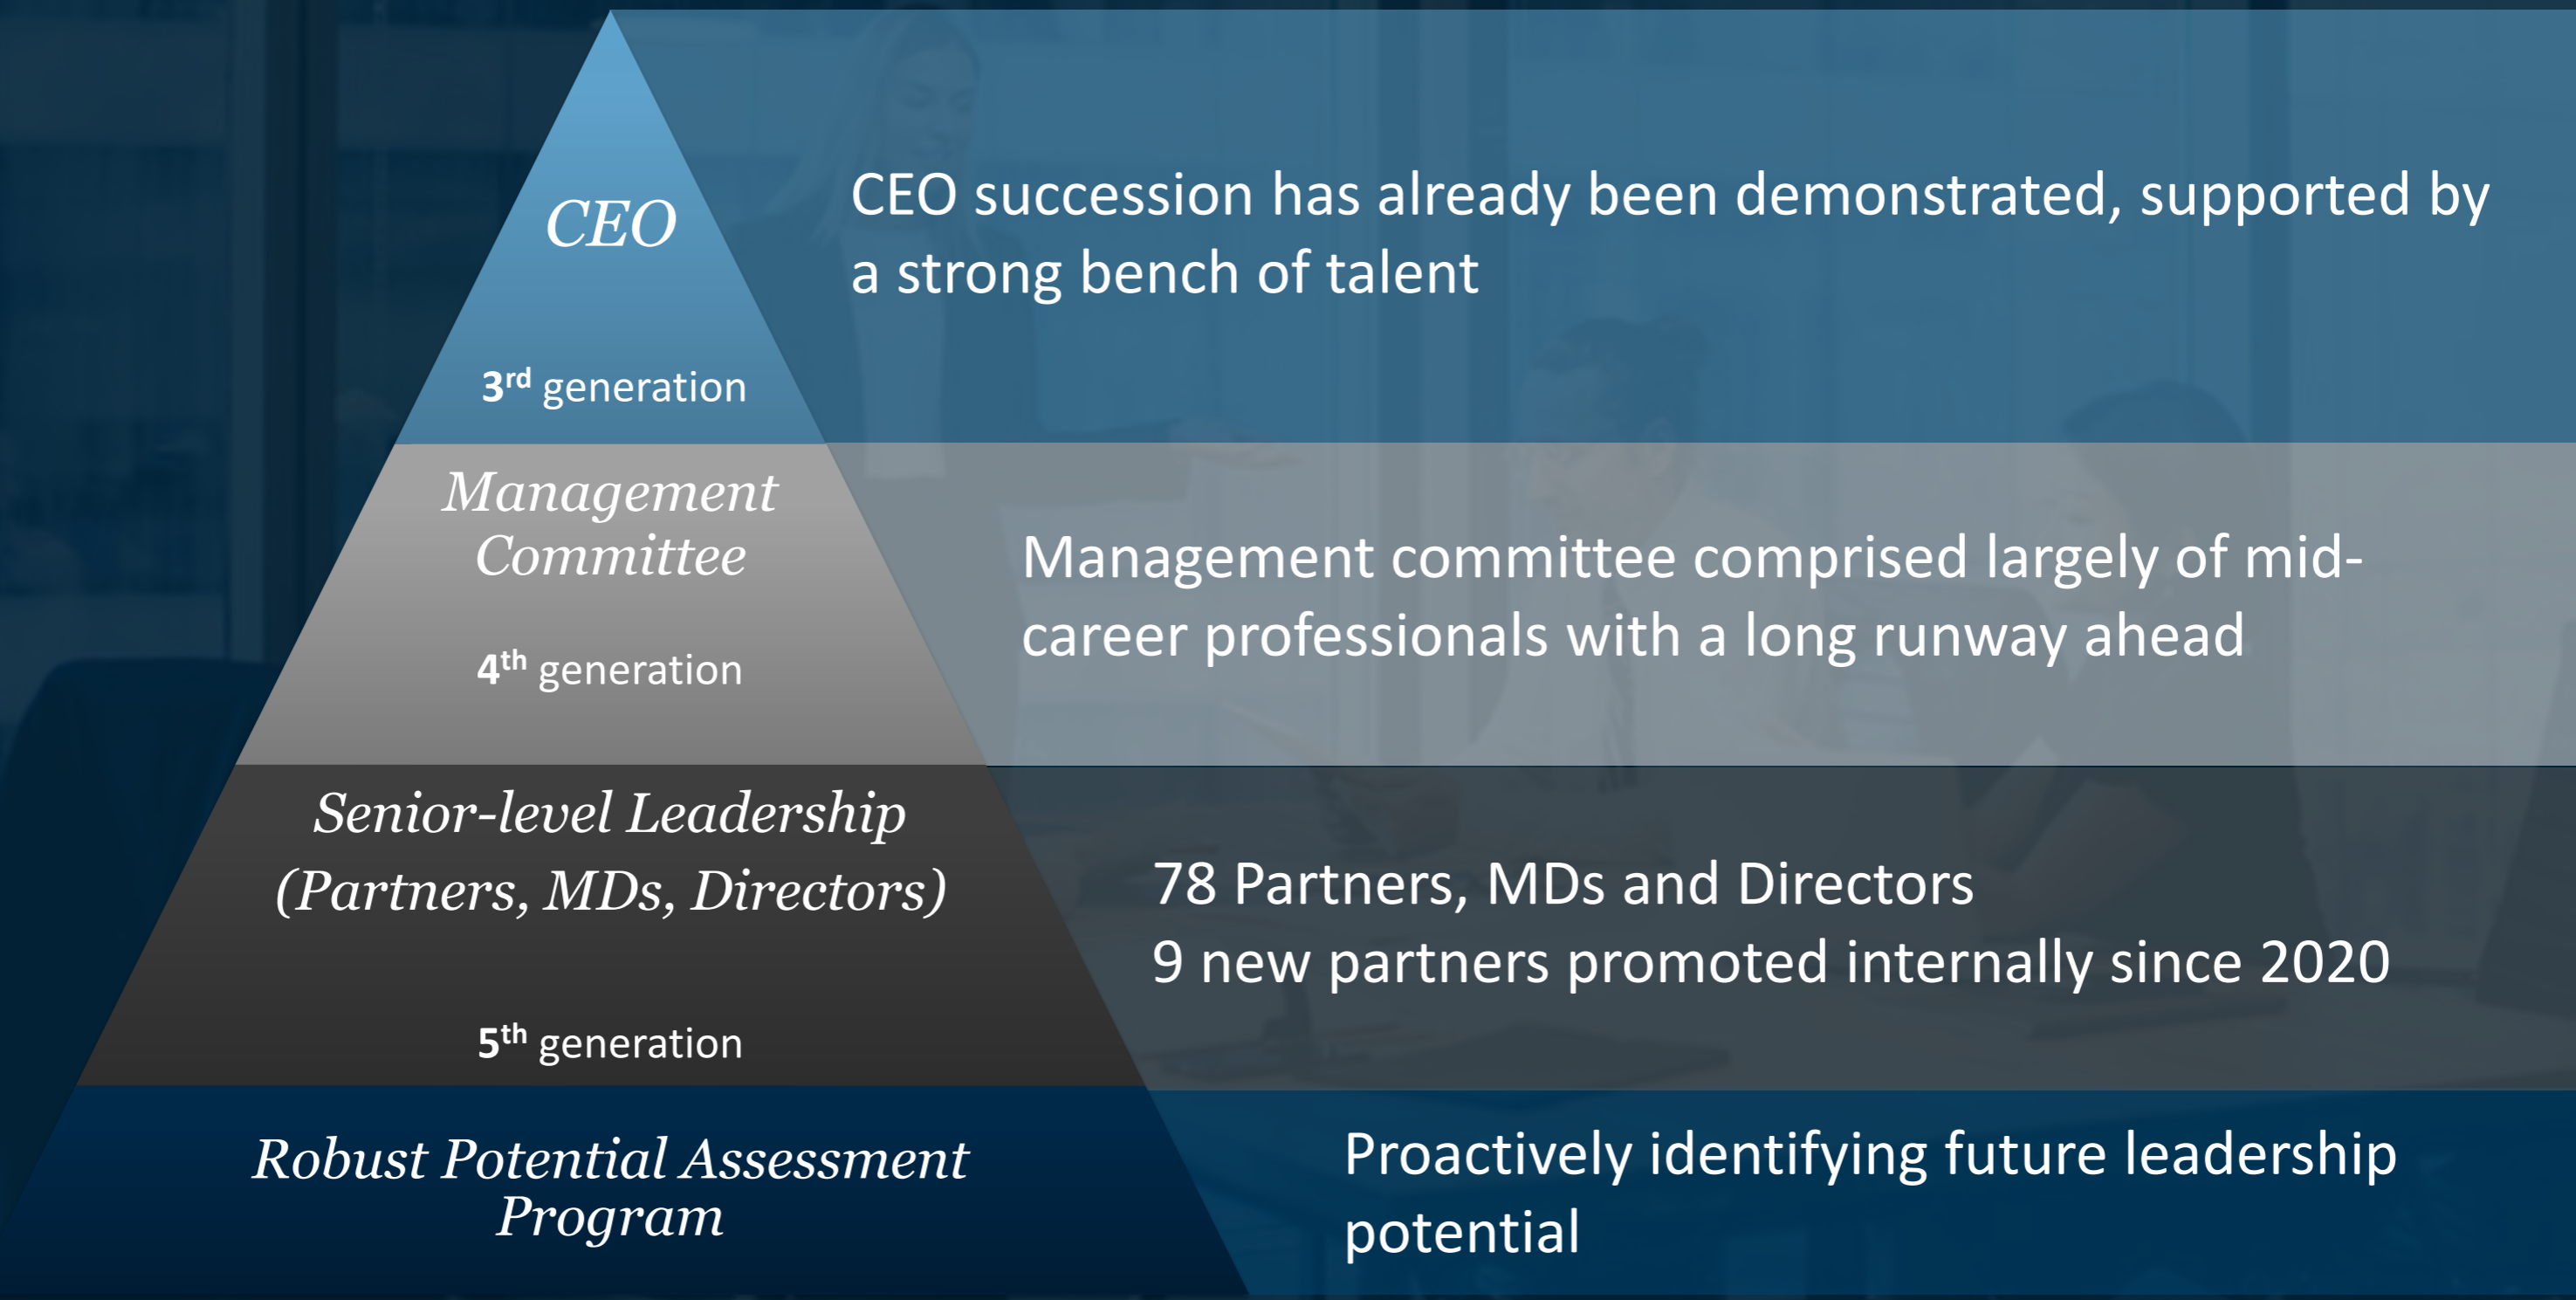 CEO
3rd generation
CEO succession has already been demonstrated, supported by
a strong bench of talent
Management
Committee
4th generation
Management committee comprised largely of mid-
career professionals with a long runway ahead
Senior-level Leadership
(Partners, MDs, Directors)
5th generation
78 Partners, MDs and Directors
9 new partners promoted internally since 2020
Robust Potential Assessment
Program
Proactively identifying future leadership
potential